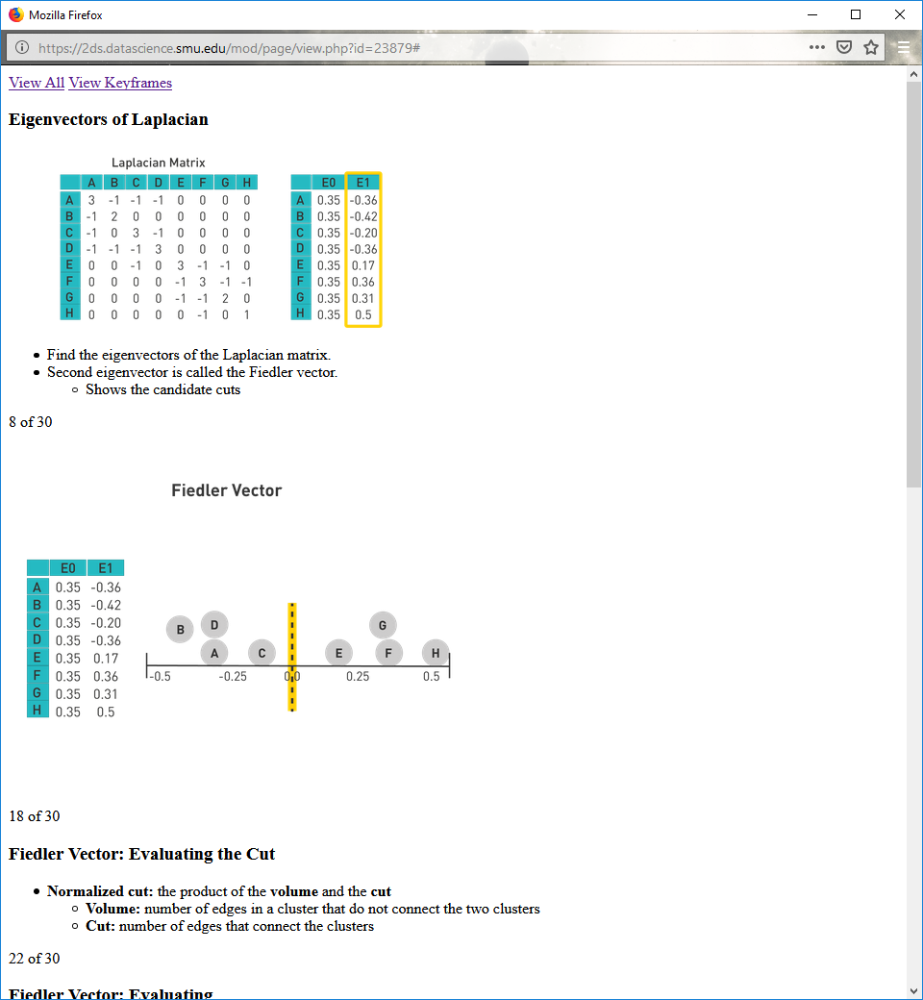 Mozilla Firefox
https://2ds.datascience.smu.edu/mod/page/view.php?id=23879#
View All View Keyframes
Eigenvectors of Laplacian
Laplacian Matrix
A B C D E F G H
A 3 -1 -1 -1 0 0 0 0
B -1 2 0 0 0 0 0 0
C -1 0 3 -1 0 0 0 0
D -1 -1 -1 3 0 0 0 0
E 0 0 -1 0 3 -1 -1 0
F 0 0 0 0 -1 3 -1 -1
G 0 0 0 0 -1 -1 2 0
H 0 0 0 0 0 -1 0 1
E0 E1
A 0.35 -0.36
B 0.35 -0.42
C 0.35 -0.20
D 0.35 -0.36
E 0.35 0.17
F 0.35 0.36
G 0.35 0.31
H 0.35 0.5
• Find the eigenvectors of the Laplacian matrix.
• Second eigenvector is called the Fiedler vector.
◦ Shows the candidate cuts
8 of 30
Fiedler Vector
E0 E1
A 0.35 -0.36
B 0.35 -0.42
C 0.35 -0.20
D 0.35 -0.36
E 0.35 0.17
F 0.35 0.36
G 0.35 0.31
H 0.35 0.5
B D G
A C E F H
-0.5 -0.25 0.0 0.25 0.5
18 of 30
Fiedler Vector: Evaluating the Cut
• Normalized cut: the product of the volume and the cut
◦ Volume: number of edges in a cluster that do not connect the two clusters
◦ Cut: number of edges that connect the clusters
22 of 30
Fiedler Vector: Evaluating